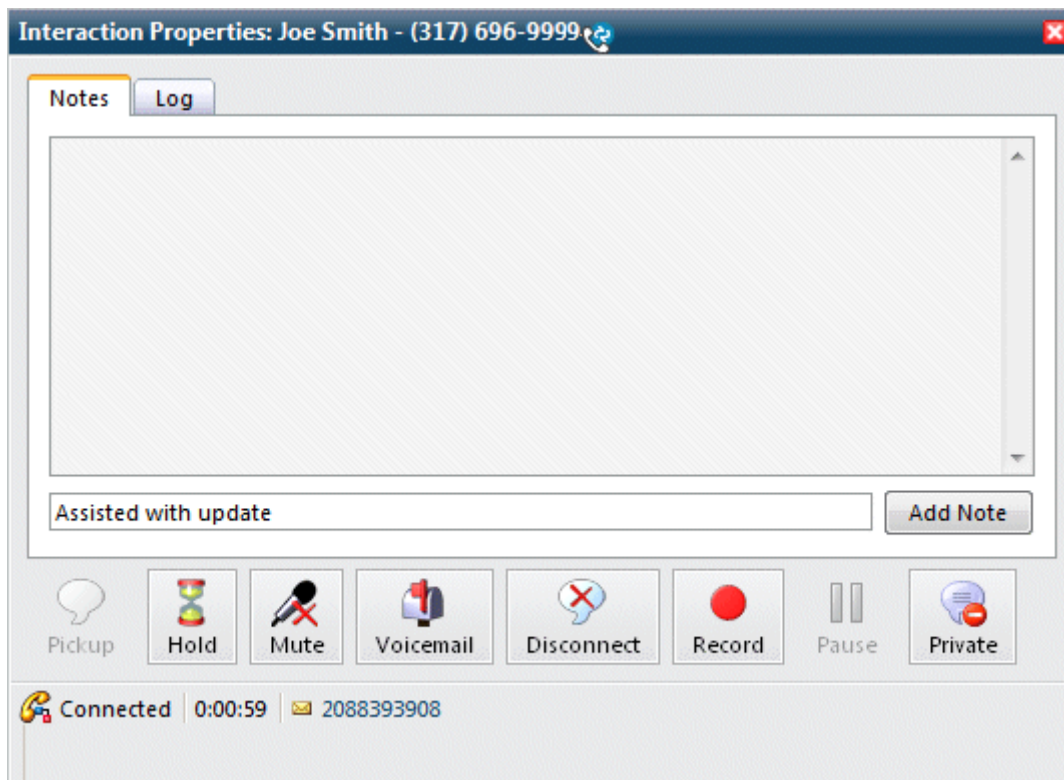 Interaction Properties: Joe Smith - (317) 696-9999
Notes Log
Assisted with update Add Note
Pickup Hold Mute Voicemail Disconnect Record Pause Private
Connected 0:00:59 2088393908